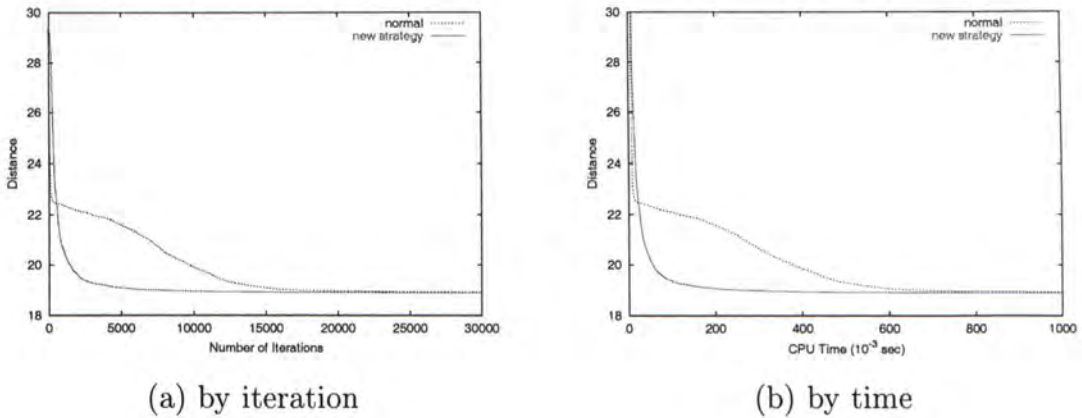 30
28
26
24
22
20
18
Distance
normal
new strategy
0
5000
10000
15000
20000
25000
30000
Number of Iterations
(a) by iteration
30
28
26
24
22
20
18
Distance
normal
new strategy
0
200
400
600
800
1000
CPU Time (10⁻³ sec)
(b) by time